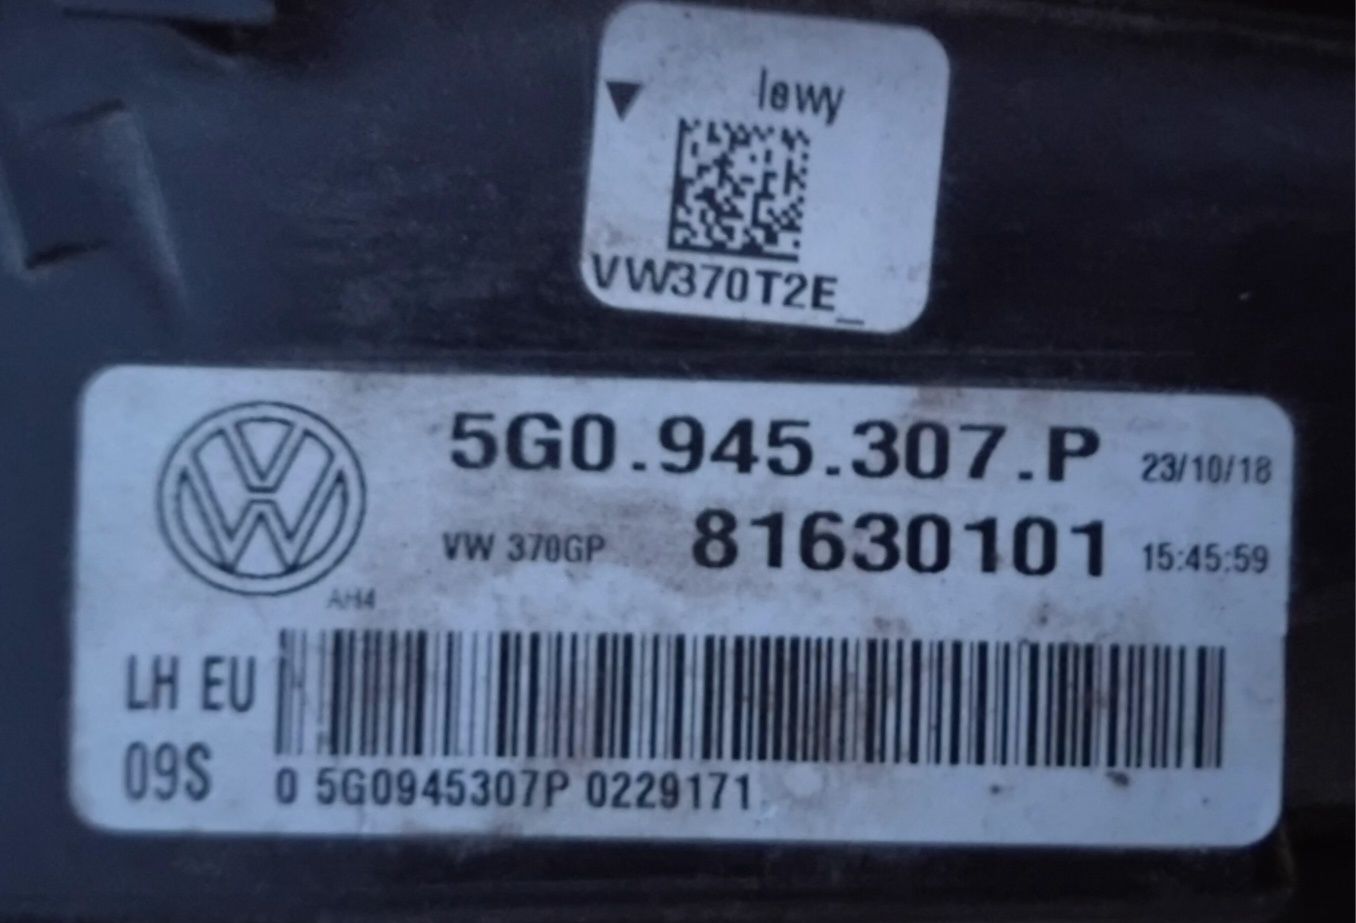 lewy
VW370T2E_
5G0.945.307.P 23/10/18
VW 370GP 81630101 15:45:59
AH4
LH EU
09S
0 5G0945307P 0229171